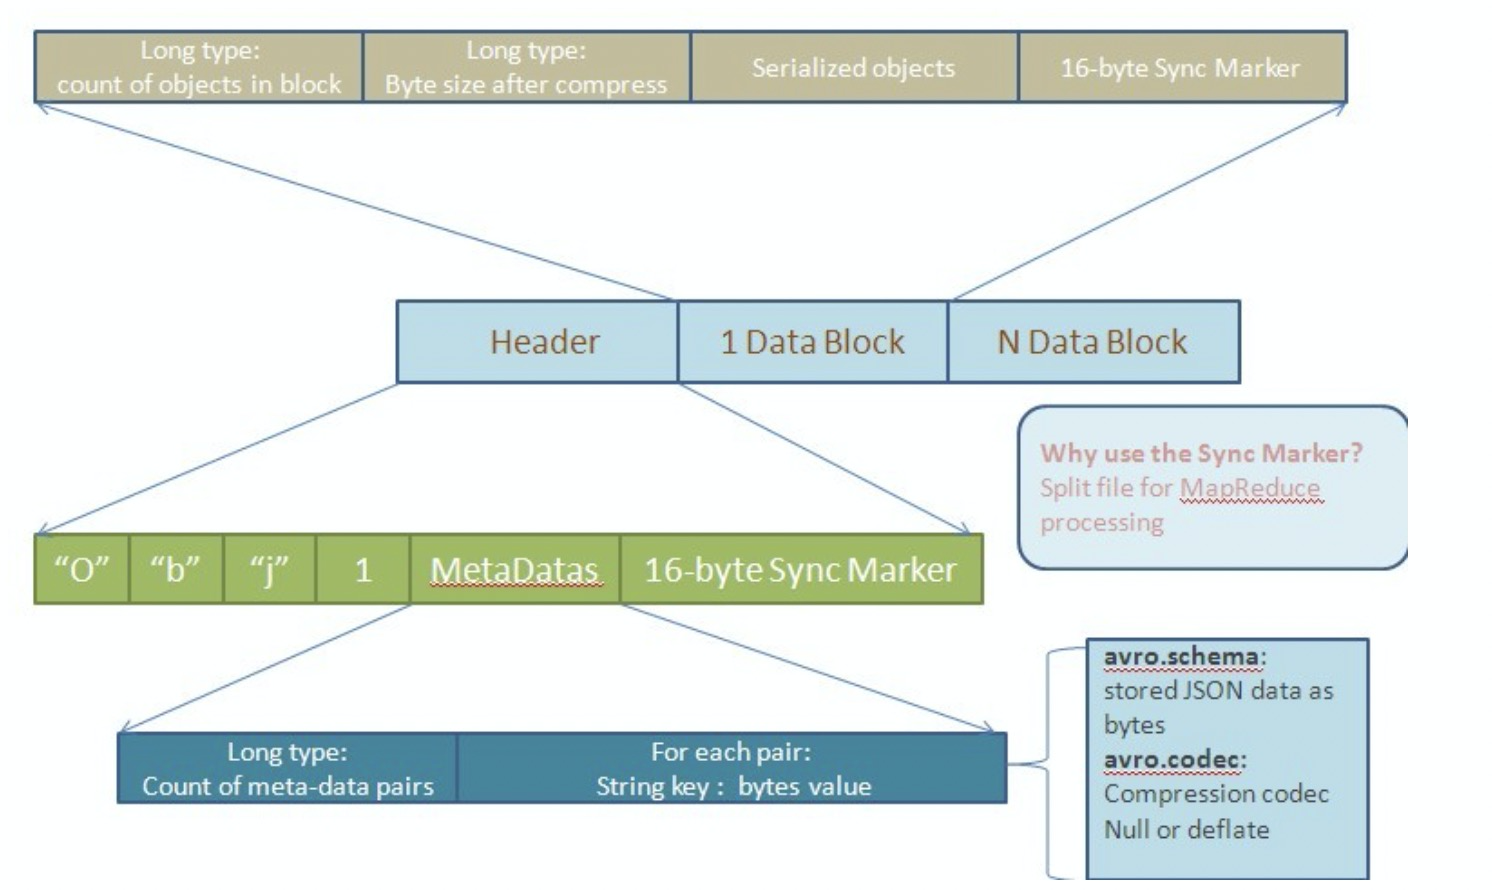 Long type:
count of objects in block
Long type:
Byte size after compress
Serialized objects
16-byte Sync Marker
Header
1 Data Block
N Data Block
Why use the Sync Marker?
Split file for MapReduce
processing
“O”
“b”
“j”
1
MetaDatas
16-byte Sync Marker
Long type:
Count of meta-data pairs
For each pair:
String key : bytes value
avro.schema:
stored JSON data as
bytes
avro.codec:
Compression codec
Null or deflate